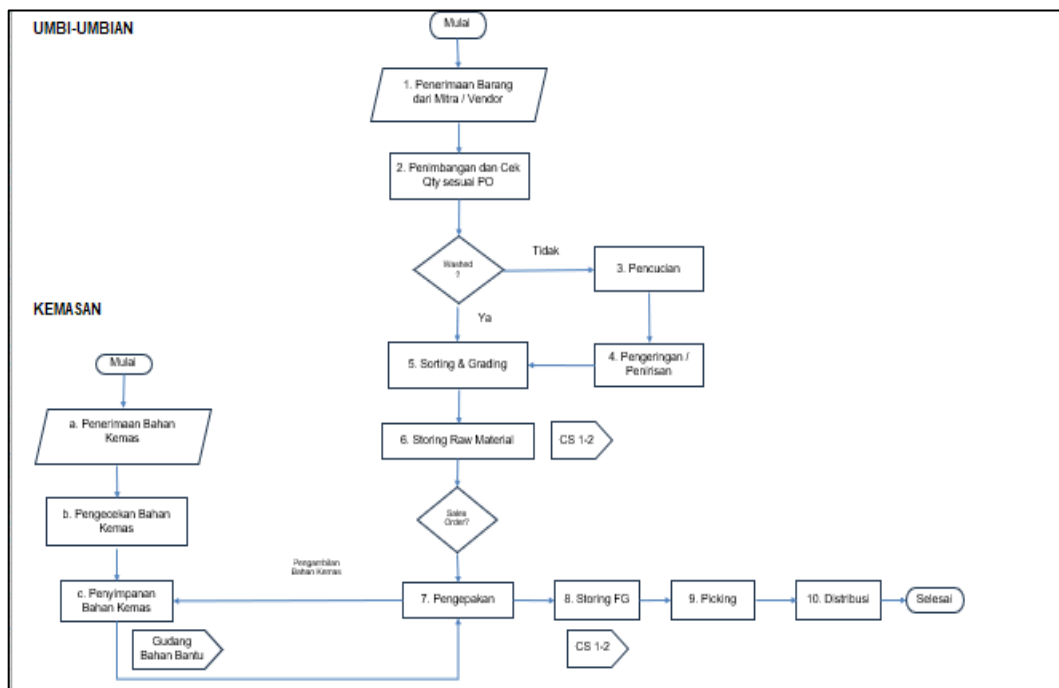 UMBI-UMBIAN
Mulai
1. Penerimaan Barang
dari Mitra / Vendor
2. Penimbangan dan Cek
Qty sesuai PO
Washed
?
Tidak
3. Pencucian
Ya
4. Pengeringan /
Penirisan
5. Sorting & Grading
6. Storing Raw Material
CS 1-2
Sales
Order?
KEMASAN
Mulai
a. Penerimaan Bahan
Kemas
b. Pengecekan Bahan
Kemas
c. Penyimpanan
Bahan Kemas
Gudang
Bahan Bantu
Pengambilan
Bahan Kemas
7. Pengepakan
8. Storing FG
CS 1-2
9. Picking
10. Distribusi
Selesai